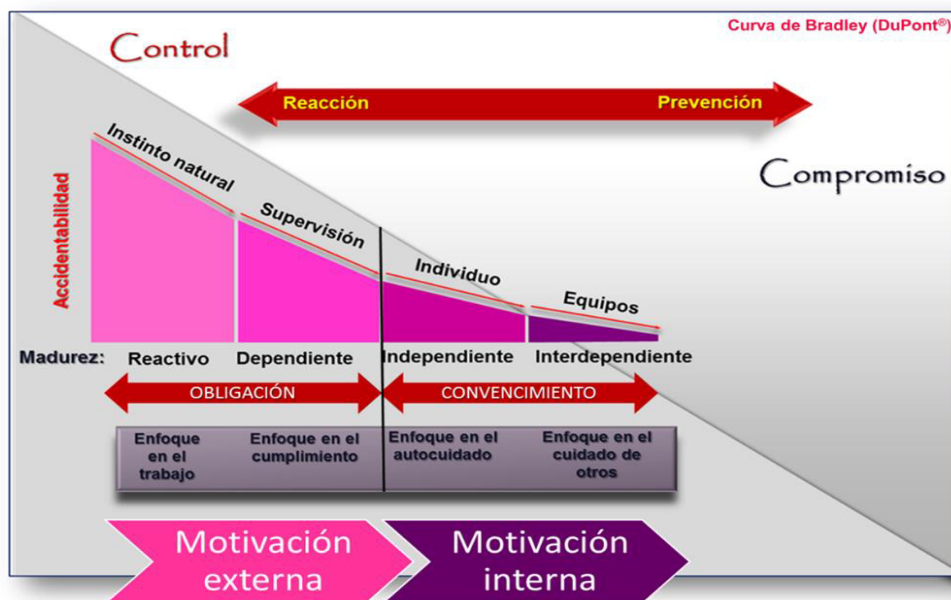 Curva de Bradley (DuPont®)
Control
Reacción
Prevención
Compromiso
Accidentabilidad
Instinto natural
Supervisión
Individuo
Equipos
Madurez:
Reactivo
Dependiente
Independiente
Interdependiente
OBLIGACIÓN
CONVENCIMIENTO
Enfoque
en el
trabajo
Enfoque en el
cumplimiento
Enfoque en el
autocuidado
Enfoque en el
cuidado de
otros
Motivación
externa
Motivación
interna